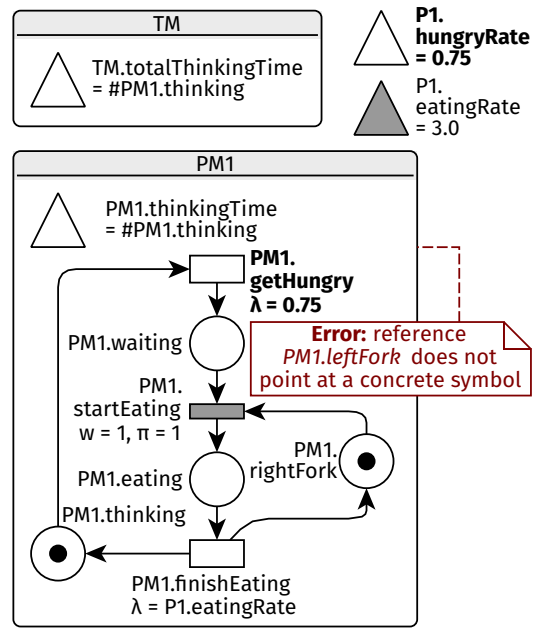 TM
TM.totalThinkingTime
= #PM1.thinking
P1.
hungryRate
= 0.75
P1.
eatingRate
= 3.0
PM1
PM1.thinkingTime
= #PM1.thinking
PM1.
getHungry
λ = 0.75
PM1.waiting
Error: reference
PM1.leftFork does not
point at a concrete symbol
PM1.
startEating
w = 1, π = 1
PM1.
rightFork
PM1.eating
PM1.thinking
PM1.finishEating
λ = P1.eatingRate